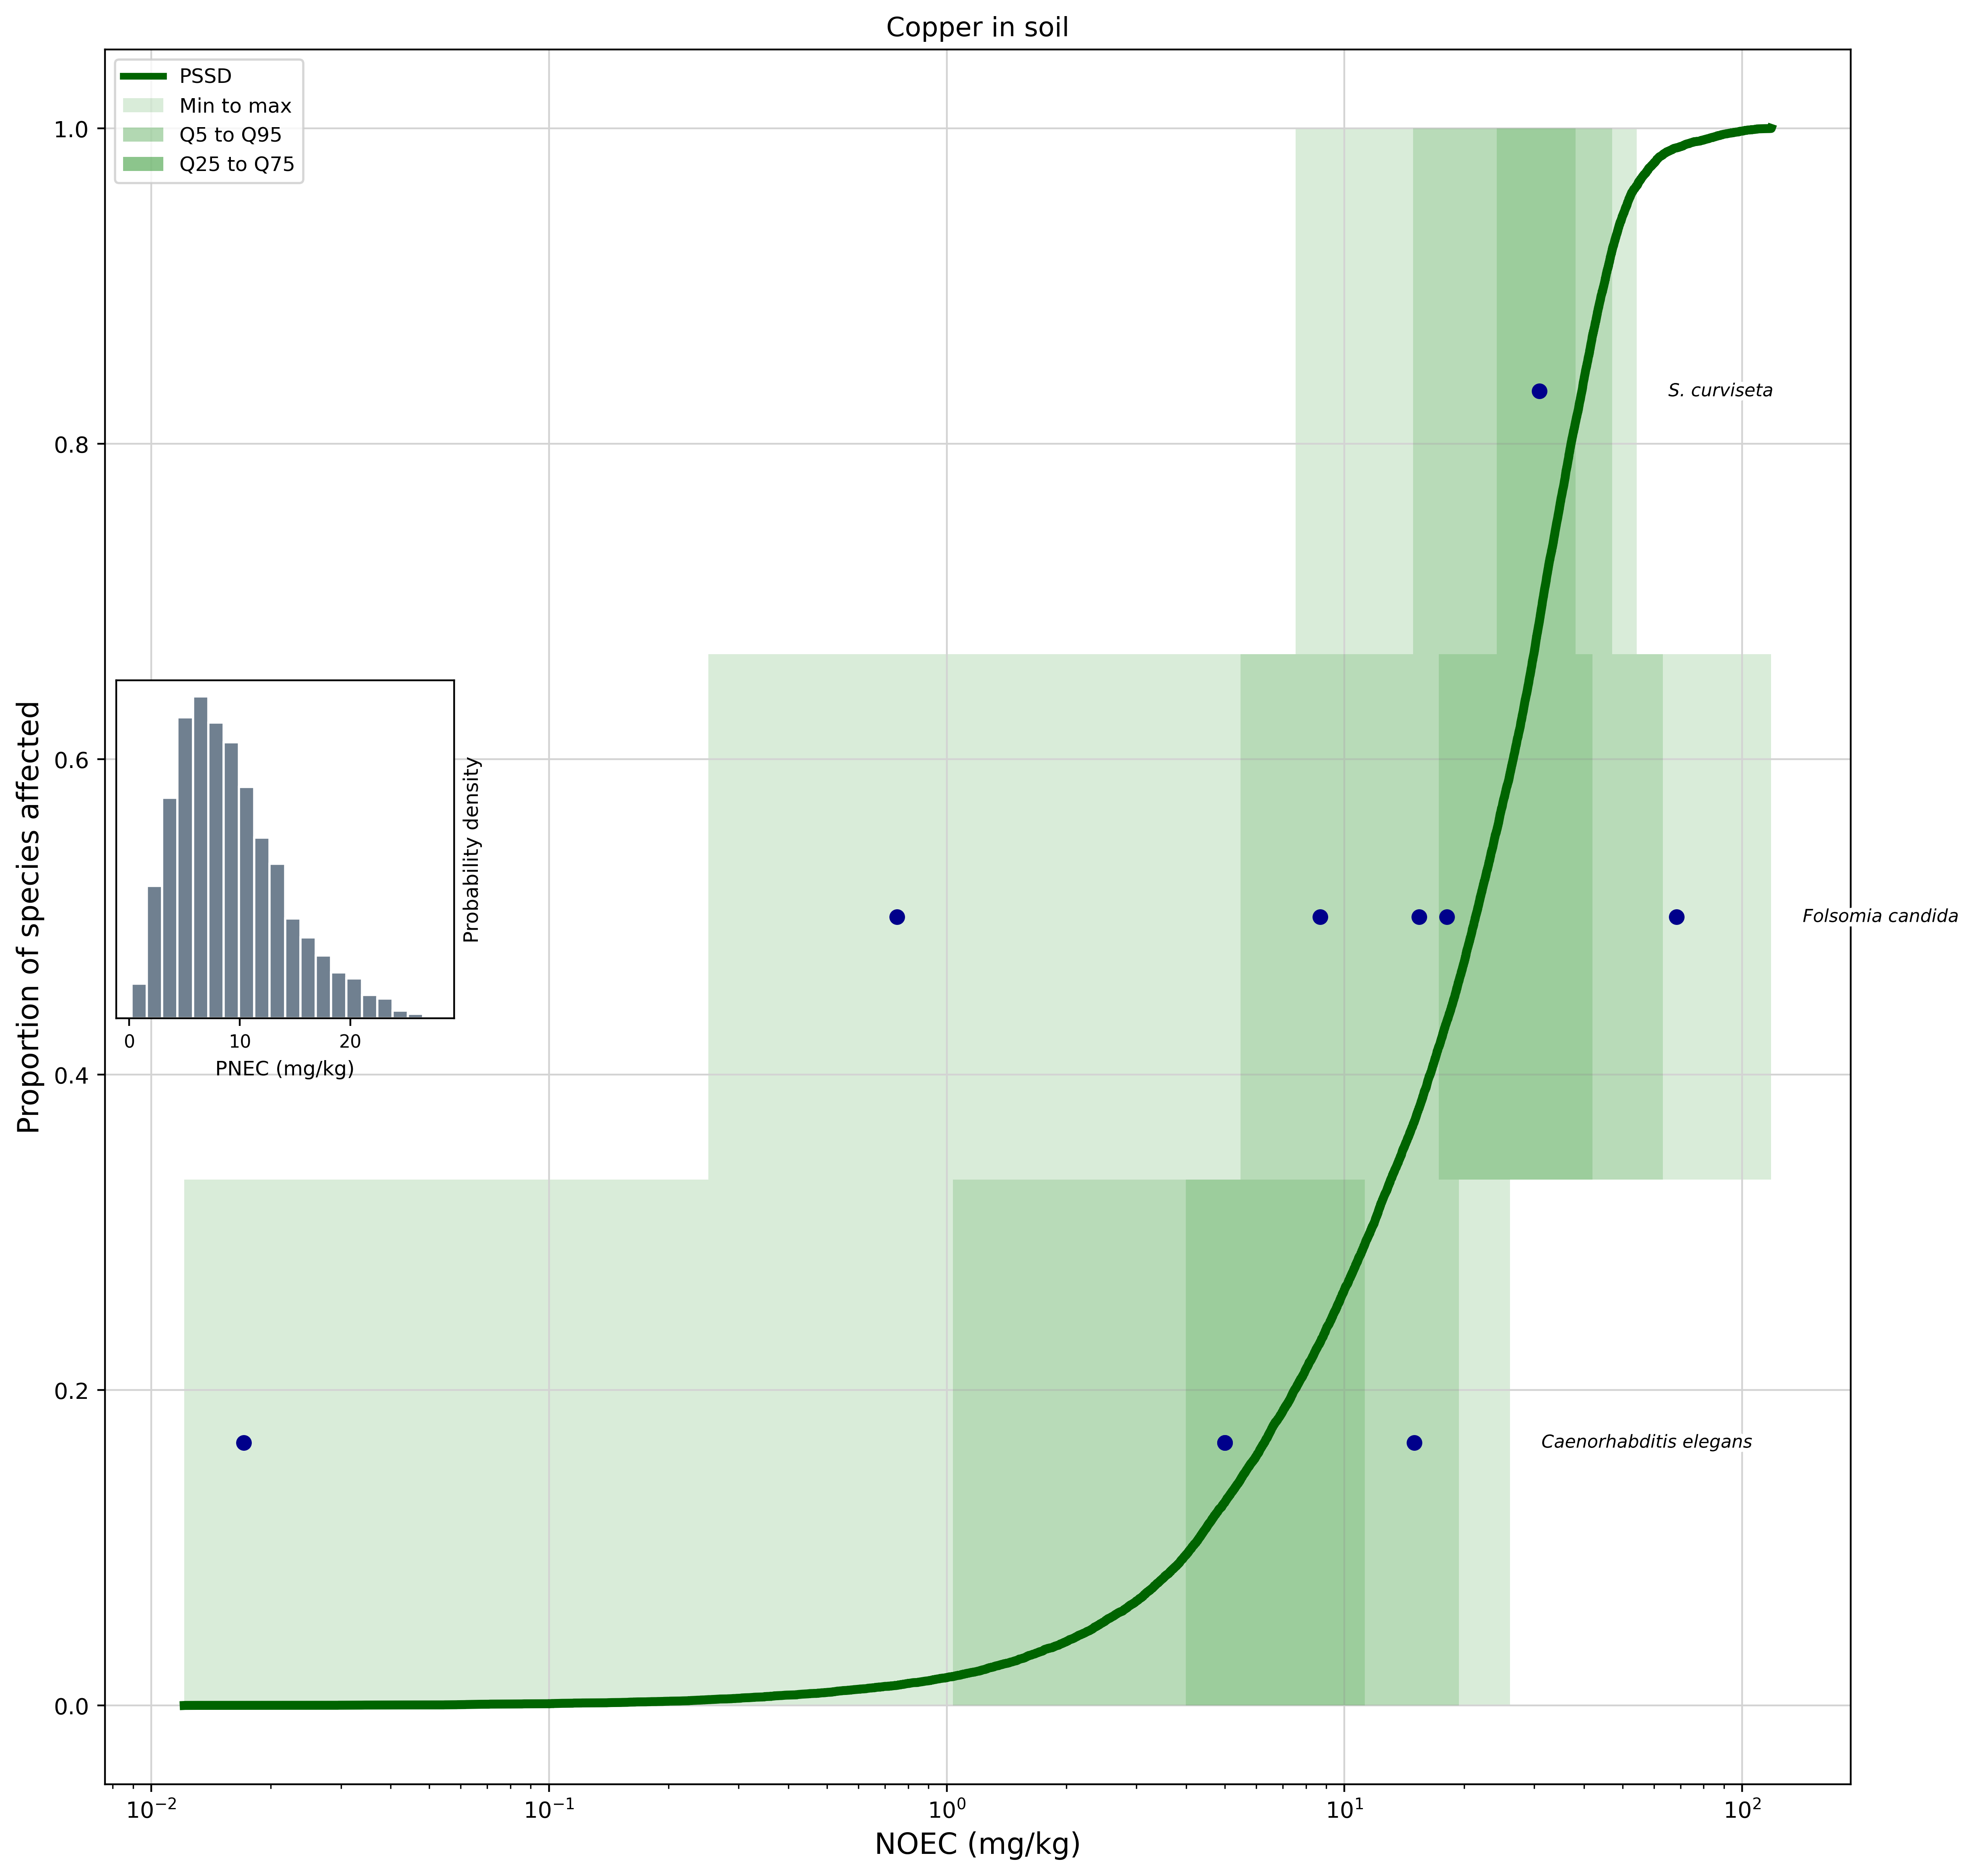 Copper in soil
PSSD
Min to max
Q5 to Q95
Q25 to Q75
1.0
0.8
0.6
0.4
0.2
0.0
Proportion of species affected
S. curviseta
Folsomia candida
Caenorhabditis elegans
Probability density
0 10 20
PNEC (mg/kg)
10⁻² 10⁻¹ 10⁰ 10¹ 10²
NOEC (mg/kg)